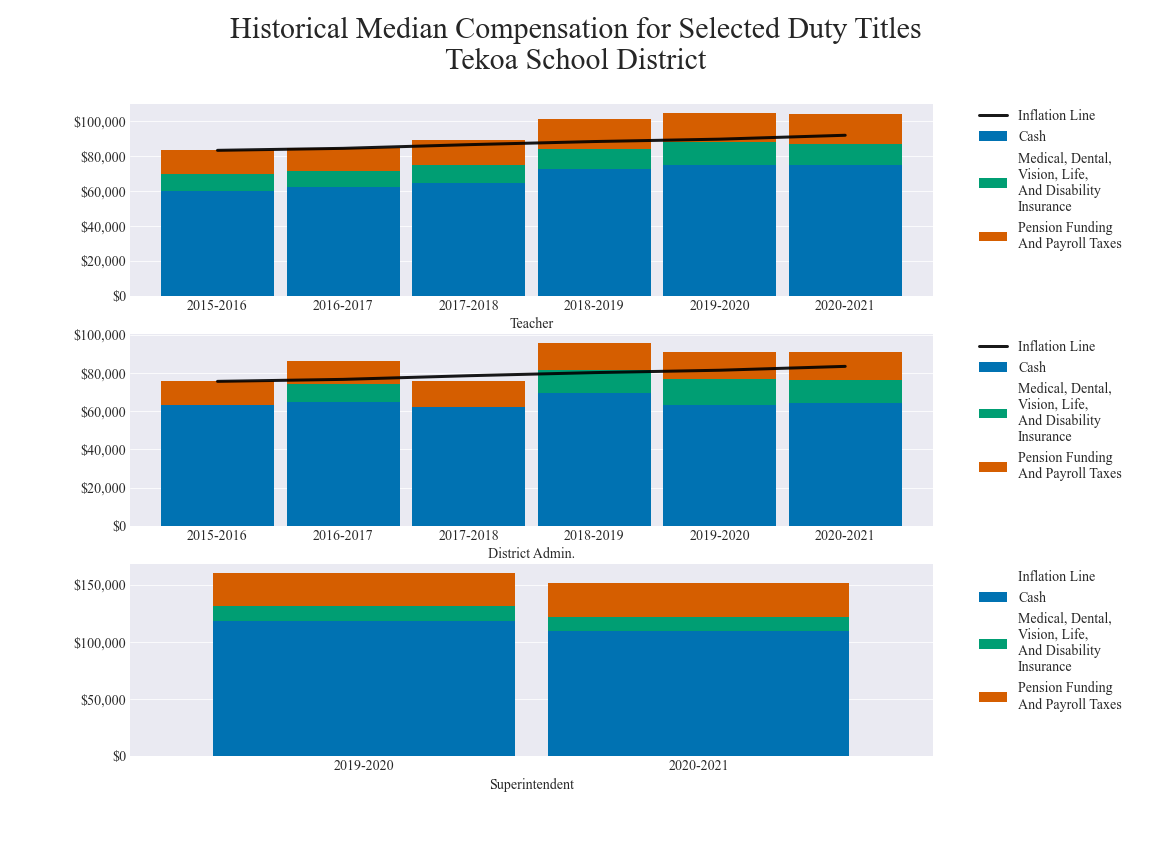 Historical Median Compensation for Selected Duty Titles
Tekoa School District
$100,000
$80,000
$60,000
$40,000
$20,000
$0
2015-2016 2016-2017 2017-2018 2018-2019 2019-2020 2020-2021
Teacher
Inflation Line
Cash
Medical, Dental,
Vision, Life,
And Disability
Insurance
Pension Funding
And Payroll Taxes
$100,000
$80,000
$60,000
$40,000
$20,000
$0
2015-2016 2016-2017 2017-2018 2018-2019 2019-2020 2020-2021
District Admin.
Inflation Line
Cash
Medical, Dental,
Vision, Life,
And Disability
Insurance
Pension Funding
And Payroll Taxes
$150,000
$100,000
$50,000
$0
2019-2020 2020-2021
Superintendent
Inflation Line
Cash
Medical, Dental,
Vision, Life,
And Disability
Insurance
Pension Funding
And Payroll Taxes